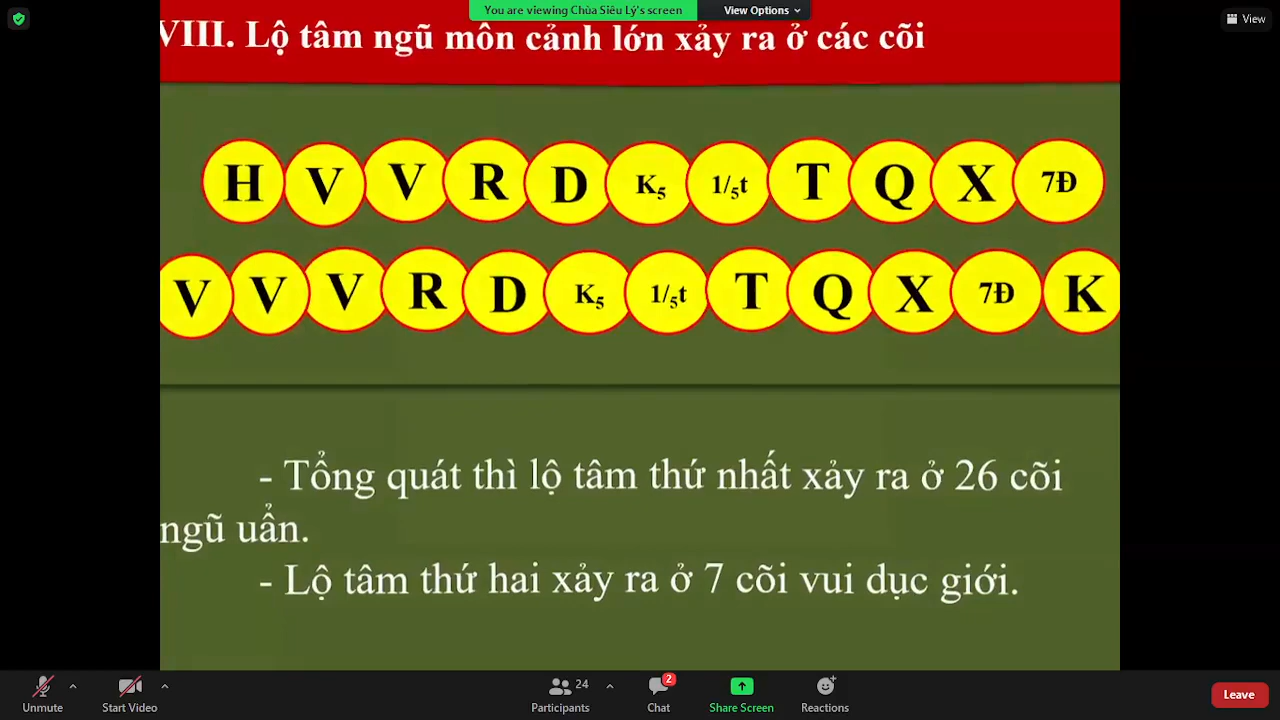 You are viewing Chùa Siêu Lý's screen
View Options
View
VIII. Lộ tâm ngũ môn cảnh lớn xảy ra ở các cõi
H V V R D K5 1/5t T Q X 7Đ
V V V R D K5 1/5t T Q X 7Đ K
- Tổng quát thì lộ tâm thứ nhất xảy ra ở 26 cõi
ngũ uẩn.
- Lộ tâm thứ hai xảy ra ở 7 cõi vui dục giới.
24
2
Unmute
Start Video
Participants
Chat
Share Screen
Reactions
Leave